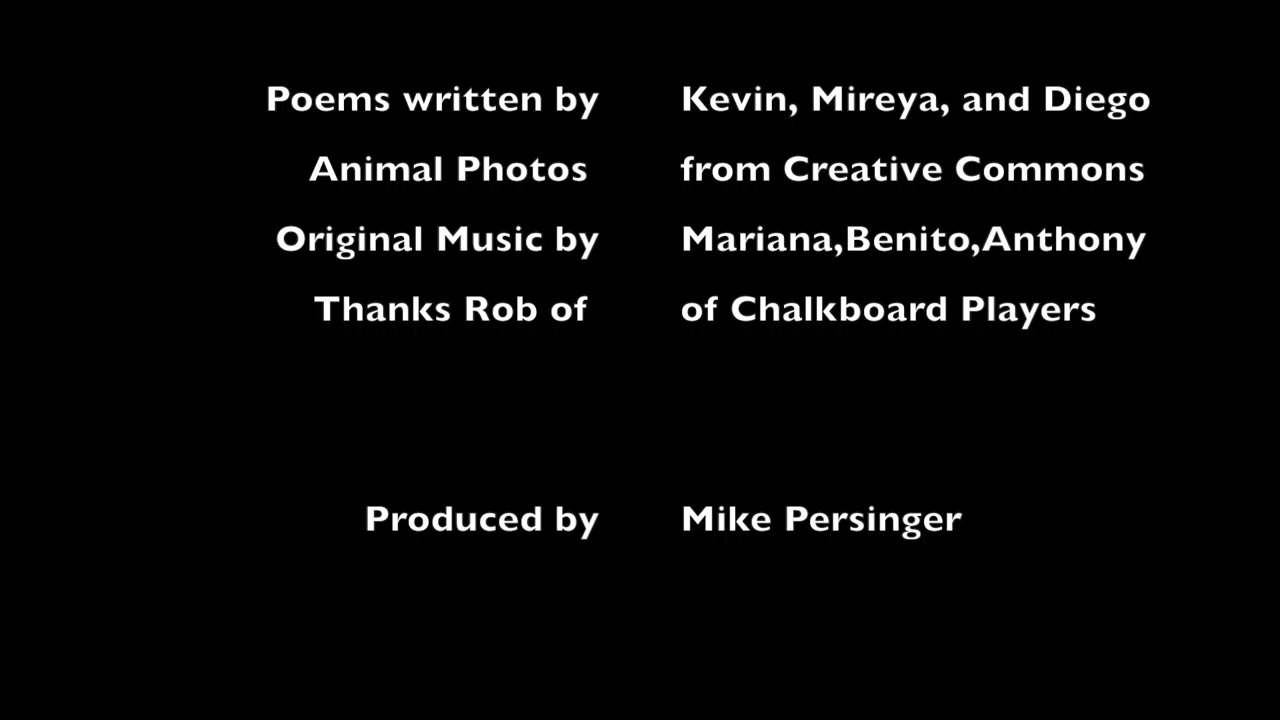 Poems written by Kevin, Mireya, and Diego
Animal Photos from Creative Commons
Original Music by Mariana,Benito,Anthony
Thanks Rob of of Chalkboard Players
Produced by Mike Persinger